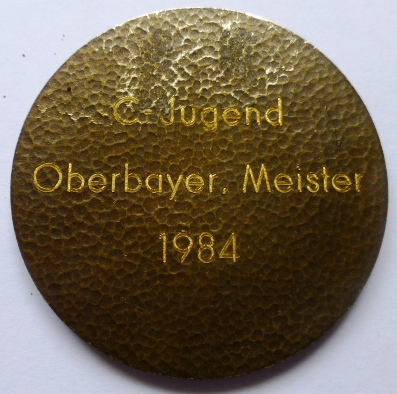 C-Jugend
Oberbayer. Meister
1984